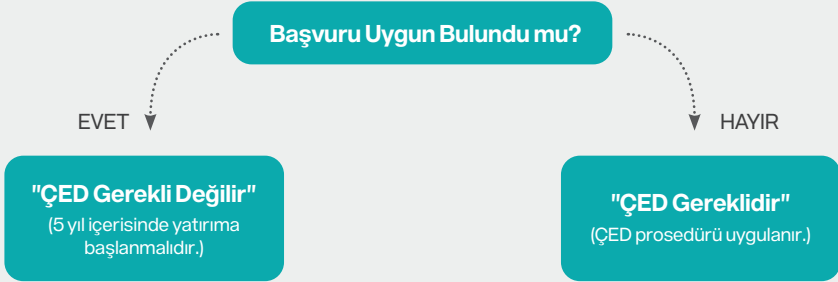 Başvuru Uygun Bulundu mu?
EVET
HAYIR
"ÇED Gerekli Değilir"
(5 yıl içerisinde yatırıma
başlanmalıdır.)
"ÇED Gereklidir"
(ÇED prosedürü uygulanır.)